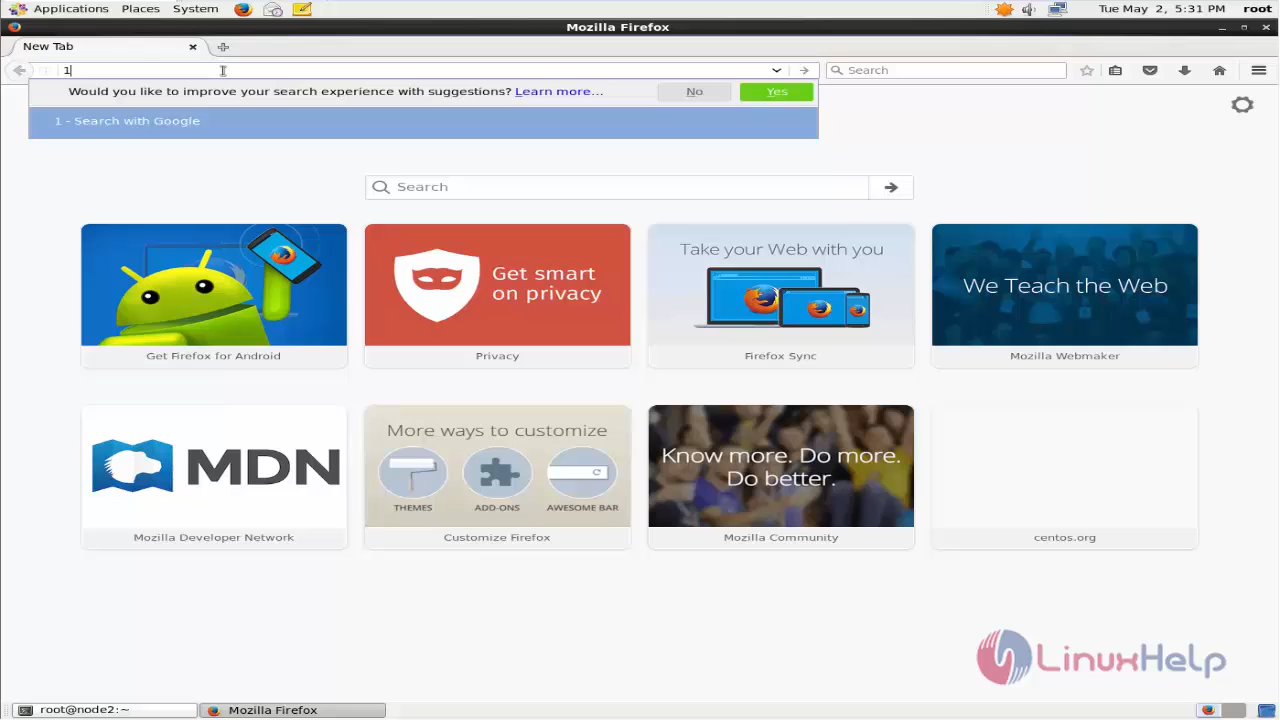 Applications Places System
Tue May 2, 5:31 PM root
Mozilla Firefox
New Tab
1
Search
Would you like to improve your search experience with suggestions? Learn more... No Yes
1 - Search with Google
Search
Get Firefox for Android
Get smart
on privacy
Privacy
Take your Web with you
Firefox Sync
We Teach the Web
Mozilla Webmaker
MDN
Mozilla Developer Network
More ways to customize
THEMES ADD-ONS AWESOME BAR
Customize Firefox
Know more. Do more.
Do better.
Mozilla Community
centos.org
LinuxHelp
root@node2:~ Mozilla Firefox